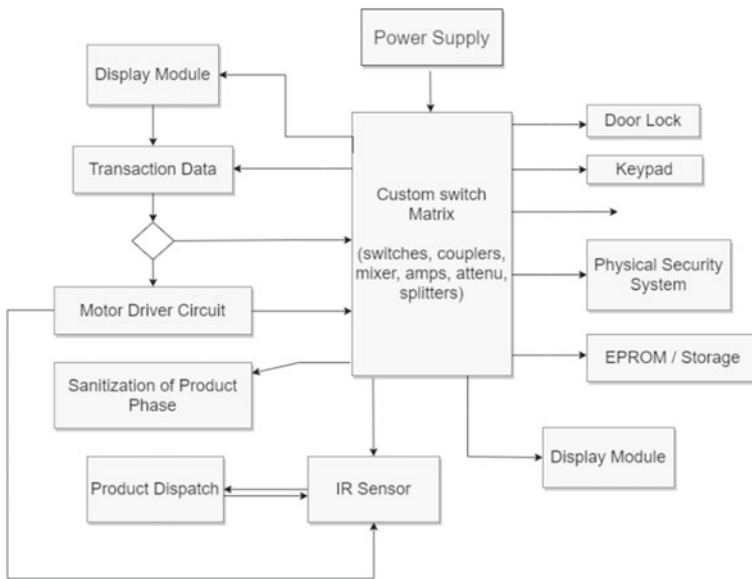 Power Supply
Display Module
Door Lock
Transaction Data
Keypad
Custom switch
Matrix
(switches, couplers,
mixer, amps, attenu,
splitters)
Physical Security
System
Motor Driver Circuit
EPROM / Storage
Sanitization of Product
Phase
Display Module
Product Dispatch
IR Sensor